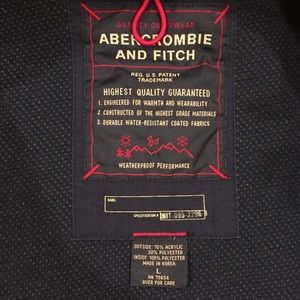 QUALITY OUTERWEAR
ABERCROMBIE
AND FITCH
REG. U.S. PATENT
TRADEMARK
HIGHEST QUALITY GUARANTEED
1. ENGINEERED FOR WARMTH AND WEARABILITY
2. CONSTRUCTED OF THE HIGHEST GRADE MATERIALS
3. DURABLE WATER-RESISTANT COATED FABRICS
WEATHERPROOF PERFORMANCE
NAME:
SPECIFICATION #
L
OUTSIDE: 70% ACRYLIC
30% POLYESTER
INSIDE: 100% POLYESTER
MADE IN KOREA
RN 75654
OVER FOR CARE